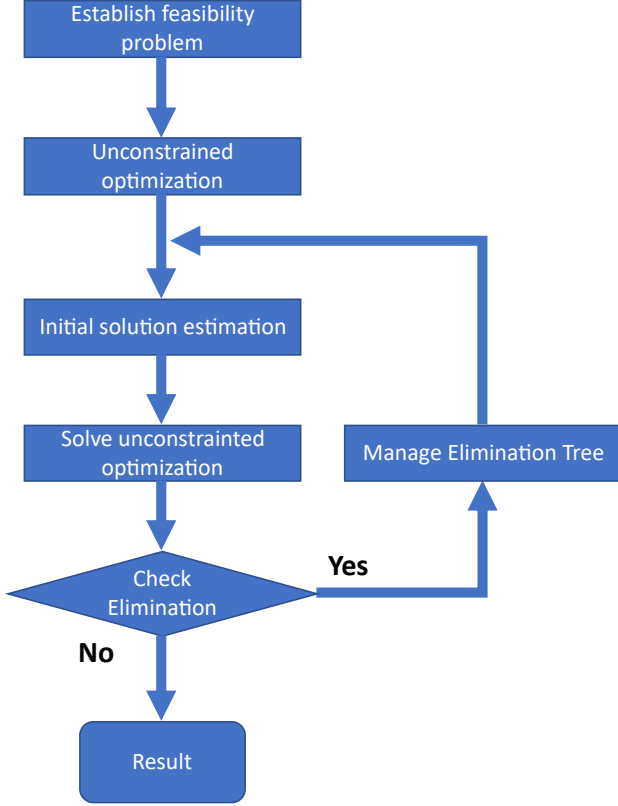 Establish feasibility
problem
Unconstrained
optimization
Initial solution estimation
Solve unconstrainted
optimization
Manage Elimination Tree
Check
Elimination
Yes
No
Result